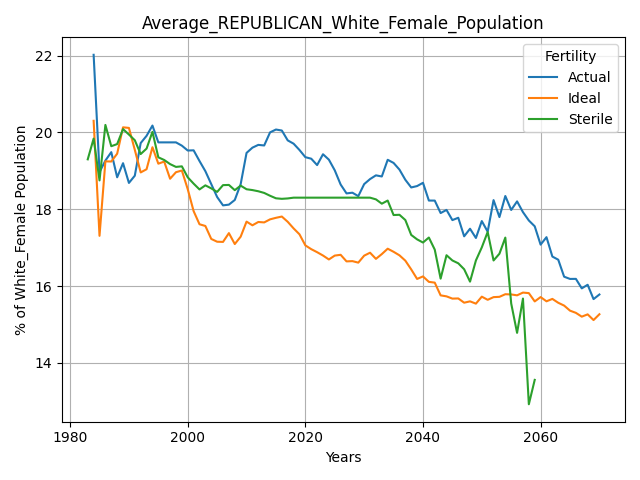 Average_REPUBLICAN_White_Female_Population
Fertility
Actual
Ideal
Sterile
% of White_Female Population
22
20
18
16
14
1980
2000
2020
2040
2060
Years